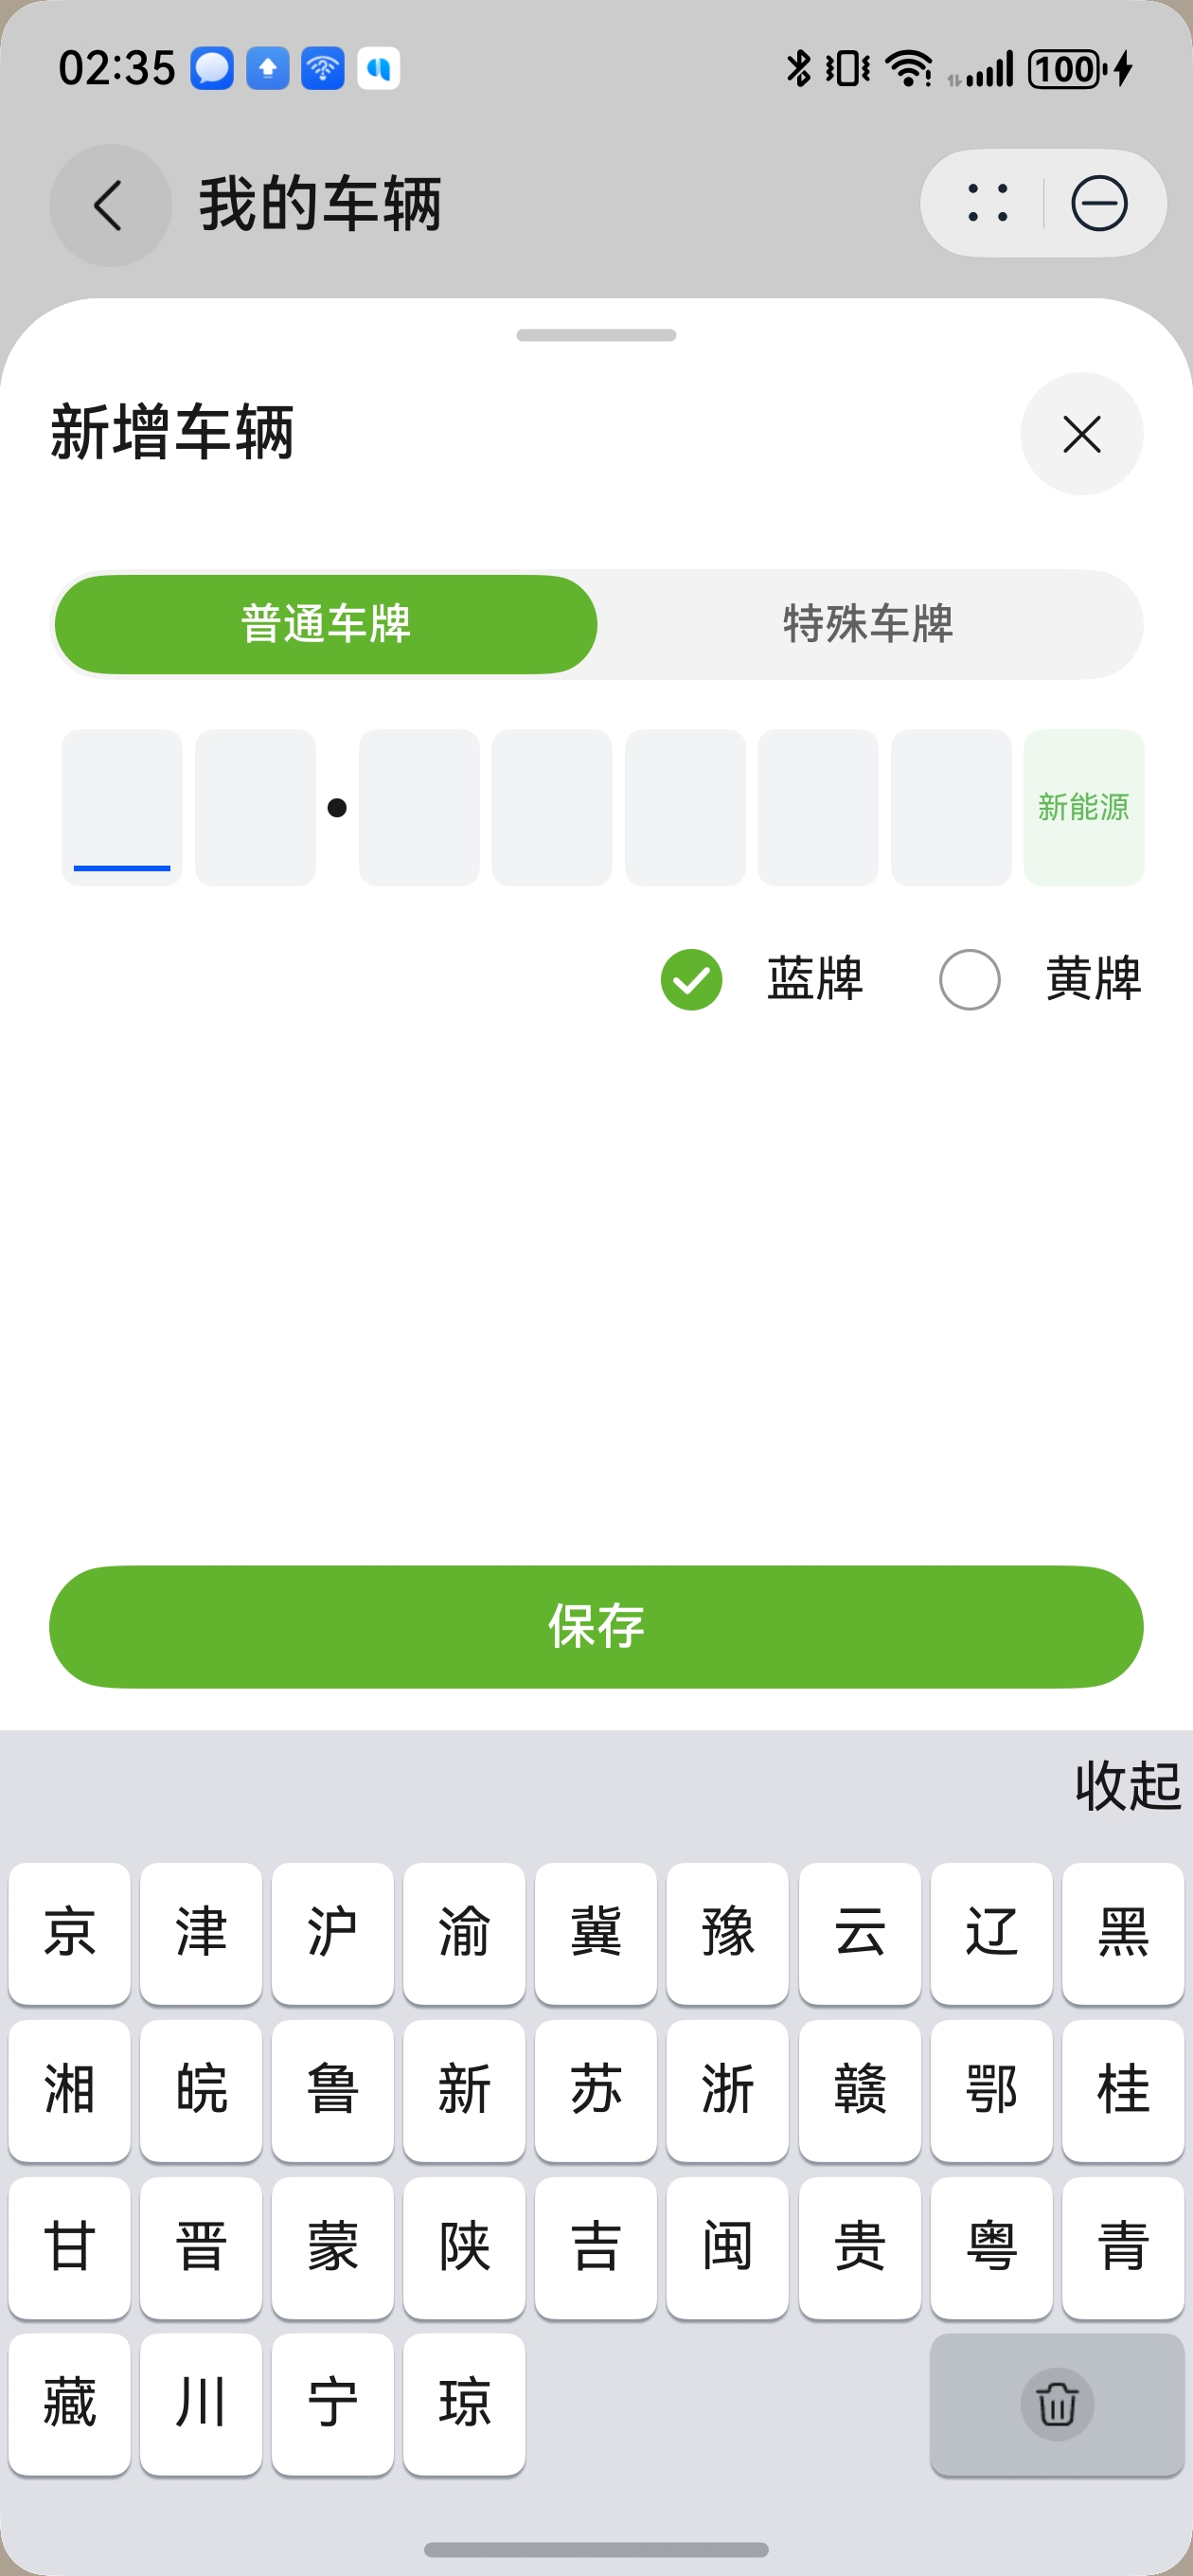 02:35 100
我的车辆
新增车辆
普通车牌 特殊车牌
新能源
蓝牌 黄牌
保存
收起
京 津 沪 渝 冀 豫 云 辽 黑
湘 皖 鲁 新 苏 浙 赣 鄂 桂
甘 晋 蒙 陕 吉 闽 贵 粤 青
藏 川 宁 琼